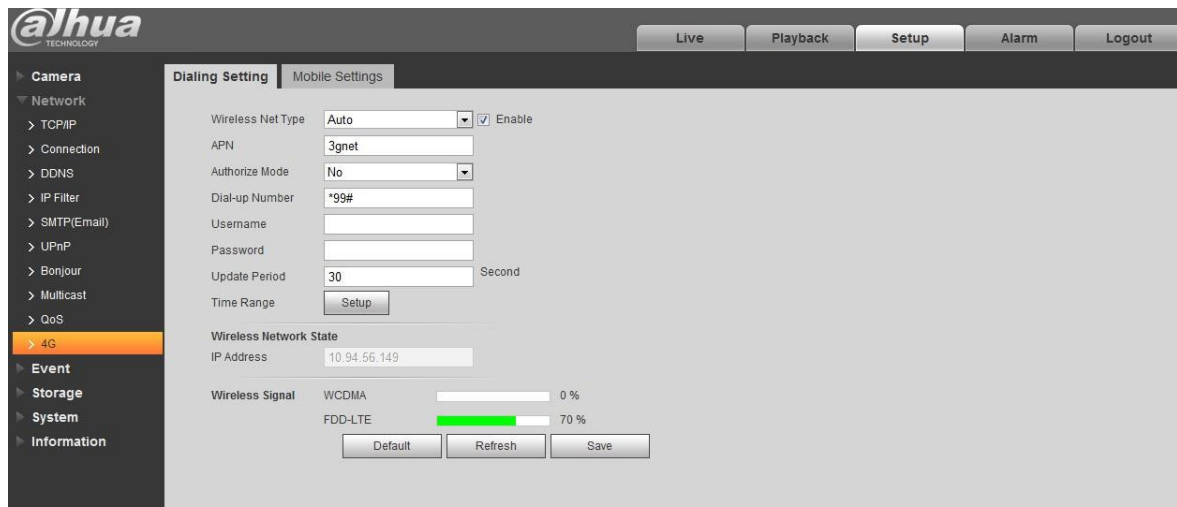 alhua
TECHNOLOGY
Live
Playback
Setup
Alarm
Logout
Camera
Network
TCP/IP
Connection
DDNS
IP Filter
SMTP(Email)
UPnP
Bonjour
Multicast
QoS
4G
Event
Storage
System
Information
Dialing Setting
Mobile Settings
Wireless Net Type Auto Enable
APN 3gnet
Authorize Mode No
Dial-up Number *99#
Username
Password
Update Period 30 Second
Time Range Setup
Wireless Network State
IP Address 10.94.56.149
Wireless Signal WCDMA 0 %
FDD-LTE 70 %
Default Refresh Save